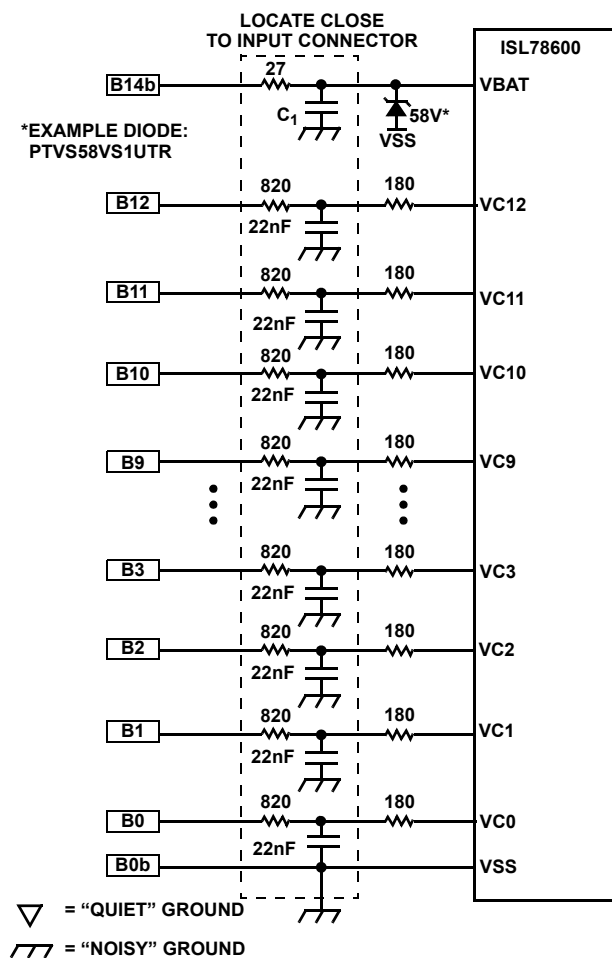 LOCATE CLOSE
TO INPUT CONNECTOR
ISL78600
B14b
27
C1
58V*
VSS
VBAT
*EXAMPLE DIODE:
PTVS58VS1UTR
B12
820
22nF
180
VC12
B11
820
22nF
180
VC11
B10
820
22nF
180
VC10
B9
820
22nF
180
VC9
B3
820
22nF
180
VC3
B2
820
22nF
180
VC2
B1
820
22nF
180
VC1
B0
820
22nF
180
VC0
B0b
VSS
= “QUIET” GROUND
= “NOISY” GROUND